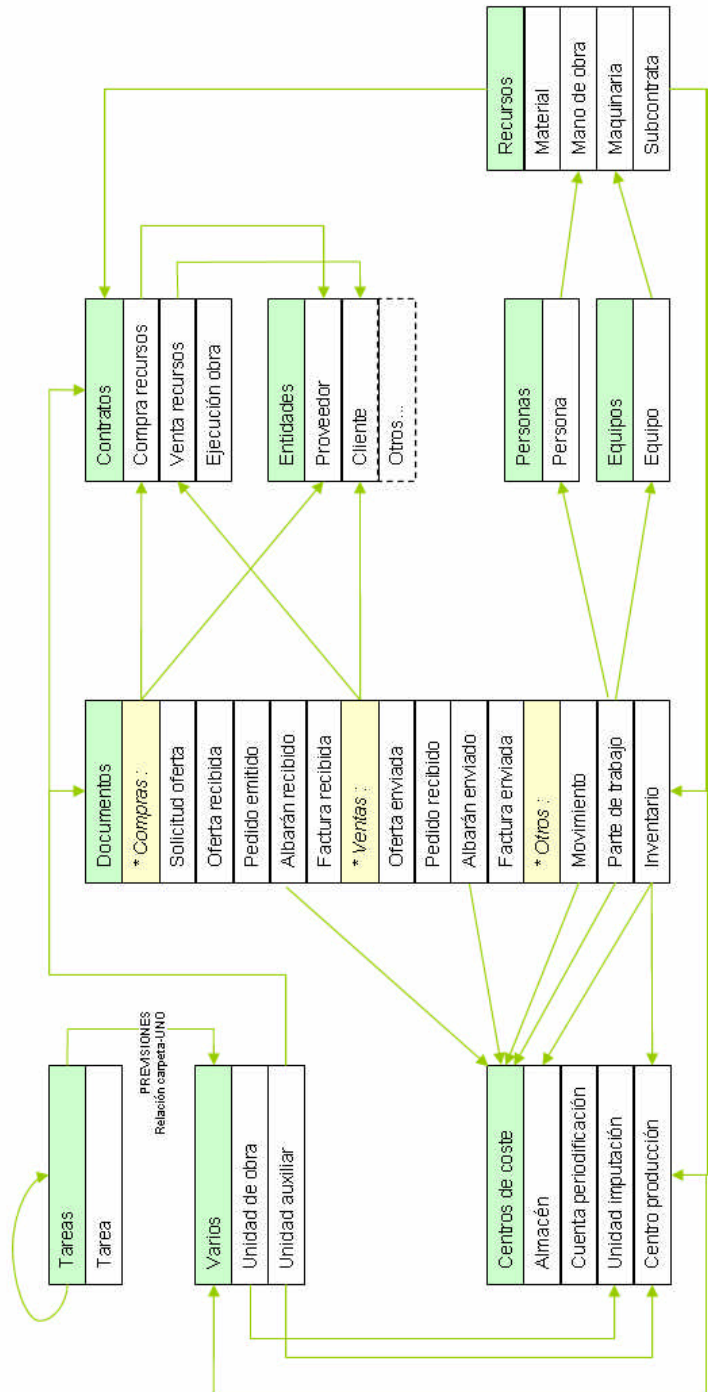 Tareas
Tarea
PREVISIONES
Relación carpeta-UNO
Varios
Unidad de obra
Unidad auxiliar
Centros de coste
Almacén
Cuenta periodificación
Unidad imputación
Centro producción
Documentos
* Compras :
Solicitud oferta
Oferta recibida
Pedido emitido
Albarán recibido
Factura recibida
* Ventas :
Oferta enviada
Pedido recibido
Albarán enviado
Factura enviada
* Otros :
Movimiento
Parte de trabajo
Inventario
Contratos
Compra recursos
Venta recursos
Ejecución obra
Entidades
Proveedor
Cliente
Otros...
Personas
Persona
Equipos
Equipo
Recursos
Material
Mano de obra
Maquinaria
Subcontrata